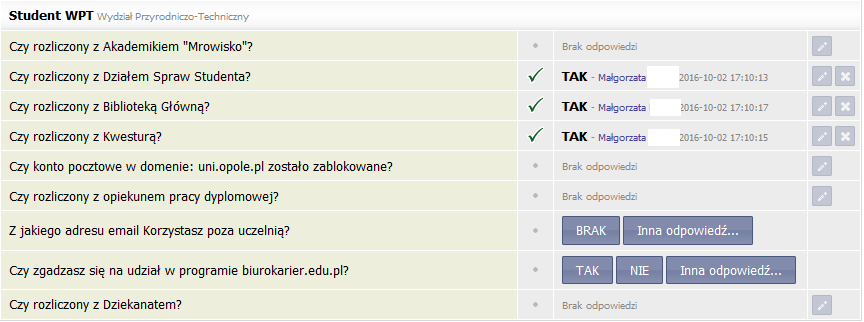 Student WPT Wydział Przyrodniczo-Techniczny
Czy rozliczony z Akademikiem "Mrowisko"? Brak odpowiedzi
Czy rozliczony z Działem Spraw Studenta? TAK - Małgorzata 2016-10-02 17:10:13
Czy rozliczony z Biblioteką Główną? TAK - Małgorzata 2016-10-02 17:10:17
Czy rozliczony z Kwesturą? TAK - Małgorzata 2016-10-02 17:10:15
Czy konto pocztowe w domenie: uni.opole.pl zostało zablokowane? Brak odpowiedzi
Czy rozliczony z opiekunem pracy dyplomowej? Brak odpowiedzi
Z jakiego adresu email Korzystasz poza uczelnią? BRAK Inna odpowiedź...
Czy zgadzasz się na udział w programie biurokarier.edu.pl? TAK NIE Inna odpowiedź...
Czy rozliczony z Dziekanatem? Brak odpowiedzi